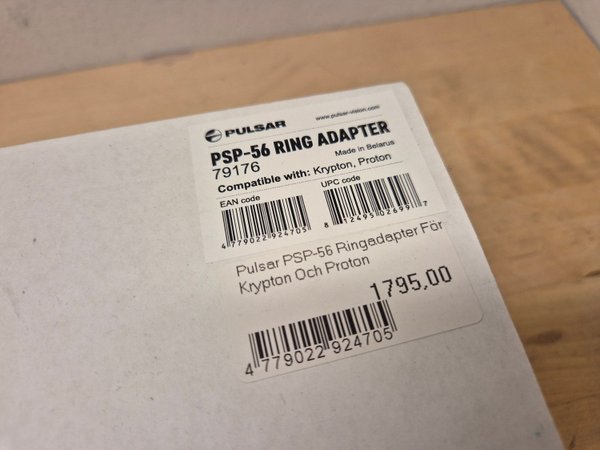 PULSAR
www.pulsar-vision.com
PSP-56 RING ADAPTER
79176
Made in Belarus
Compatible with: Krypton, Proton
EAN code
UPC code
4 779022 924705
8 12495 02699 7
Pulsar PSP-56 Ringadapter För
Krypton Och Proton
1795,00
4 779022 924705